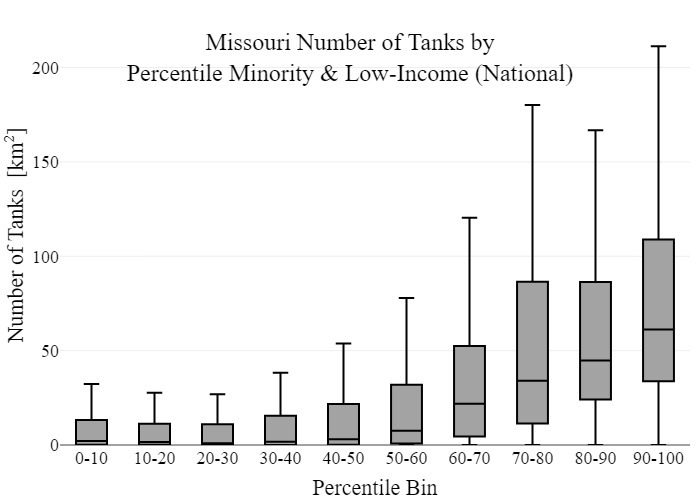 Missouri Number of Tanks by
Percentile Minority & Low-Income (National)
Number of Tanks [km²]
200
150
100
50
0
0-10 10-20 20-30 30-40 40-50 50-60 60-70 70-80 80-90 90-100
Percentile Bin